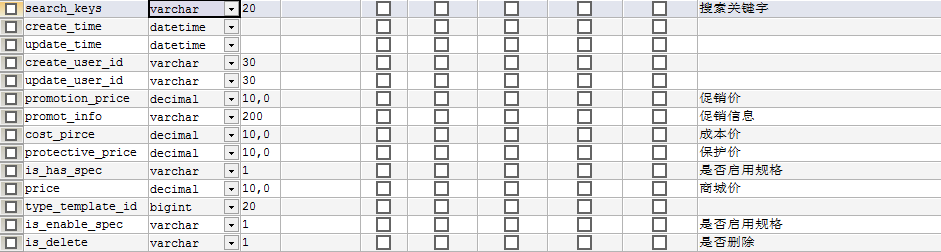 search_keys varchar 20 搜索关键字
create_time datetime
update_time datetime
create_user_id varchar 30
update_user_id varchar 30
promotion_price decimal 10,0 促销价
promot_info varchar 200 促销信息
cost_pirce decimal 10,0 成本价
protective_price decimal 10,0 保护价
is_has_spec varchar 1 是否启用规格
price decimal 10,0 商城价
type_template_id bigint 20
is_enable_spec varchar 1 是否启用规格
is_delete varchar 1 是否删除